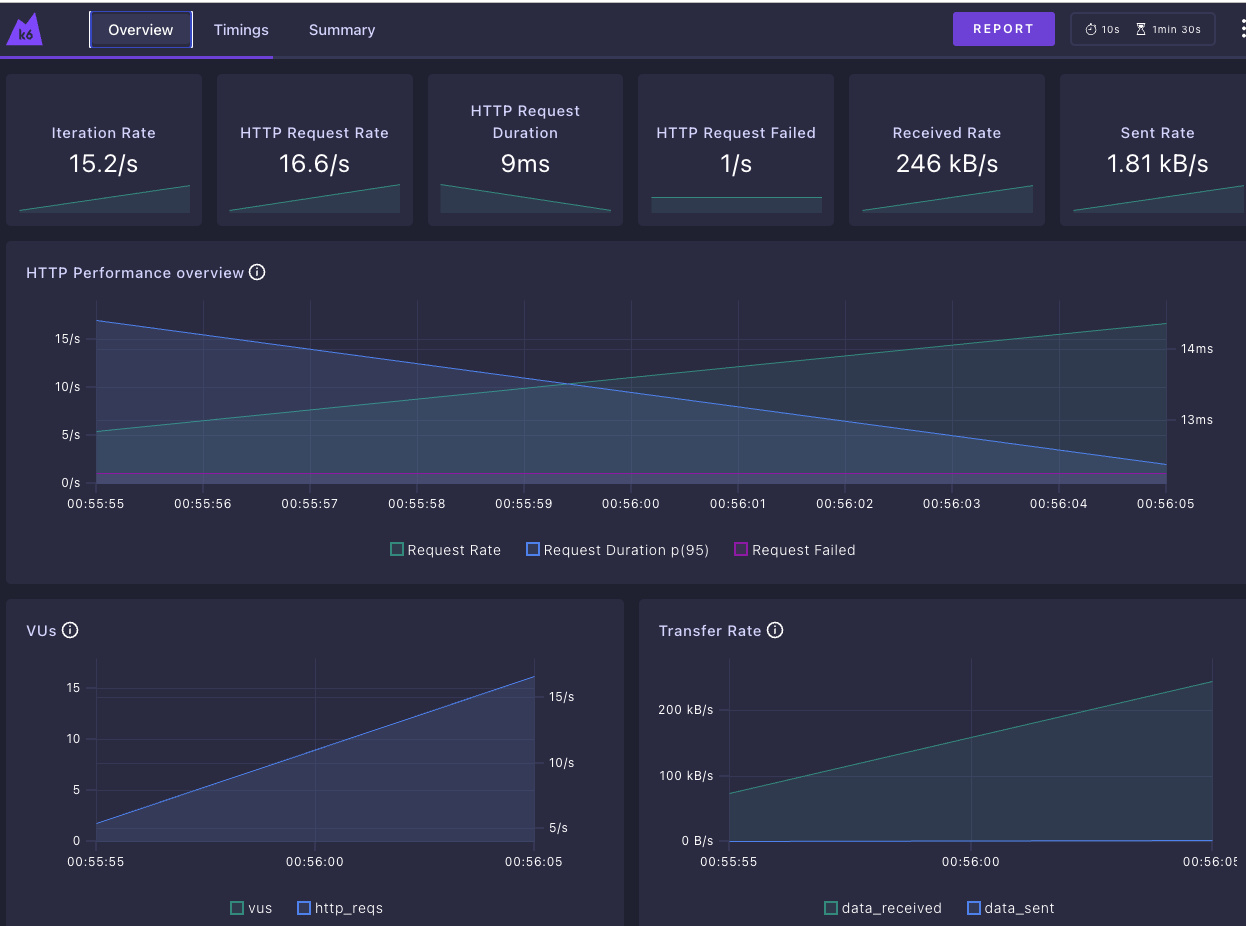 k6 Overview Timings Summary REPORT 10s 1min 30s
Iteration Rate
15.2/s
HTTP Request Rate
16.6/s
HTTP Request
Duration
9ms
HTTP Request Failed
1/s
Received Rate
246 kB/s
Sent Rate
1.81 kB/s
HTTP Performance overview
15/s
10/s
5/s
0/s
14ms
13ms
00:55:55 00:55:56 00:55:57 00:55:58 00:55:59 00:56:00 00:56:01 00:56:02 00:56:03 00:56:04 00:56:05
Request Rate Request Duration p(95) Request Failed
VUs
15
10
5
0
15/s
10/s
5/s
00:55:55 00:56:00 00:56:05
vus http_reqs
Transfer Rate
200 kB/s
100 kB/s
0 B/s
00:55:55 00:56:00 00:56:05
data_received data_sent